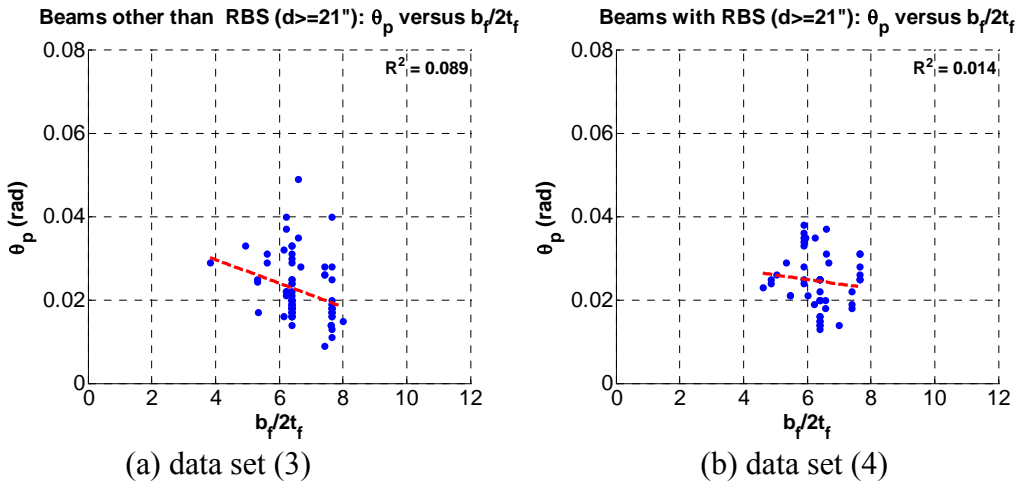 Beams other than RBS (d>=21"): θp versus bf/2tf
R² = 0.089
0.08
0.06
0.04
0.02
0
θp (rad)
0 2 4 6 8 10 12
bf/2tf
(a) data set (3)
Beams with RBS (d>=21"): θp versus bf/2tf
R² = 0.014
0.08
0.06
0.04
0.02
0
θp (rad)
0 2 4 6 8 10 12
bf/2tf
(b) data set (4)